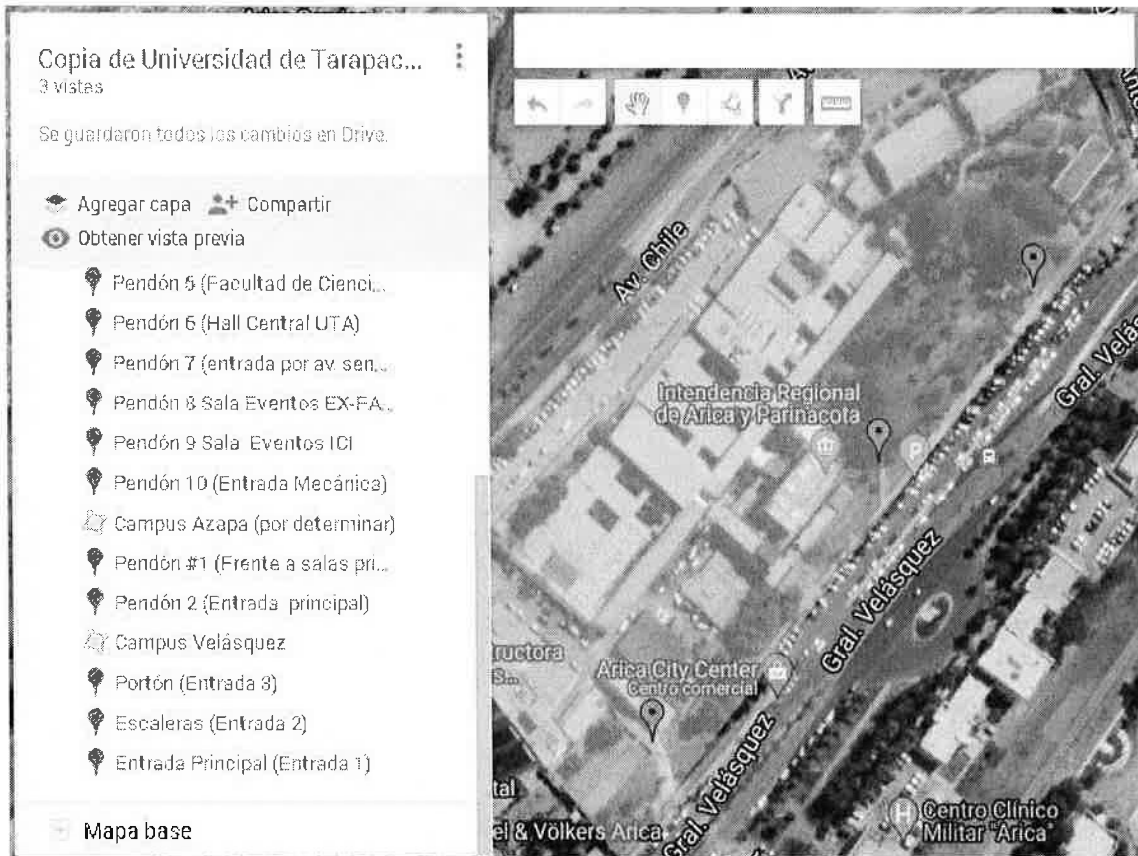 Copia de Universidad de Tarapac...
3 vistas
Se guardaron todos los cambios en Drive.
Agregar capa
Compartir
Obtener vista previa
Pendón 5 (Facultad de Cienci...
Pendón 6 (Hall Central UTA)
Pendón 7 (entrada por av. sen...
Pendón 8 Sala Eventos EX-FA...
Pendón 9 Sala Eventos ICI
Pendón 10 (Entrada Mecánica)
Campus Azapa (por determinar)
Pendón #1 (Frente a salas pri...
Pendón 2 (Entrada principal)
Campus Velásquez
Portón (Entrada 3)
Escaleras (Entrada 2)
Entrada Principal (Entrada 1)
Mapa base
Av. Chile
Gral. Velás
Intendencia Regional
de Arica y Parinacota
P
Gral. Velásquez
ructora
s...
Arica City Center
Centro comercial
Gral. Velásquez
tal
el & Völkers Arica
H
Centro Clínico
Militar "Arica"